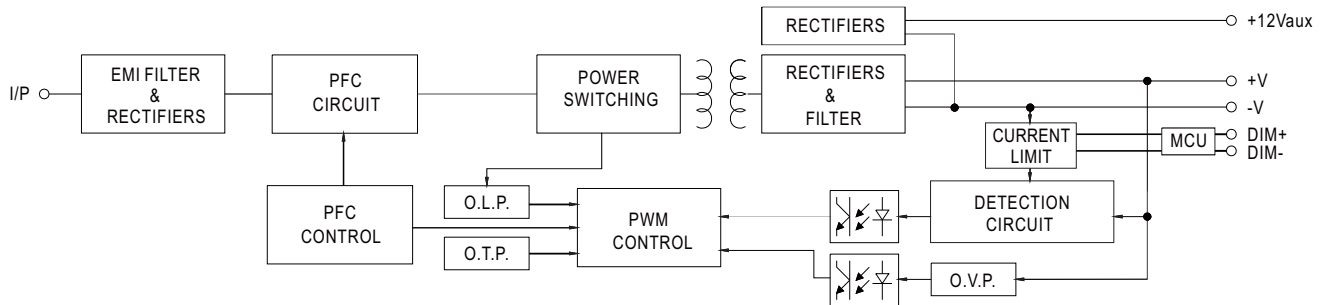 RECTIFIERS
+12Vaux
I/P
EMI FILTER
&
RECTIFIERS
PFC
CIRCUIT
POWER
SWITCHING
RECTIFIERS
&
FILTER
+V
-V
CURRENT
LIMIT
MCU
DIM+
DIM-
PFC
CONTROL
O.L.P.
O.T.P.
PWM
CONTROL
DETECTION
CIRCUIT
O.V.P.